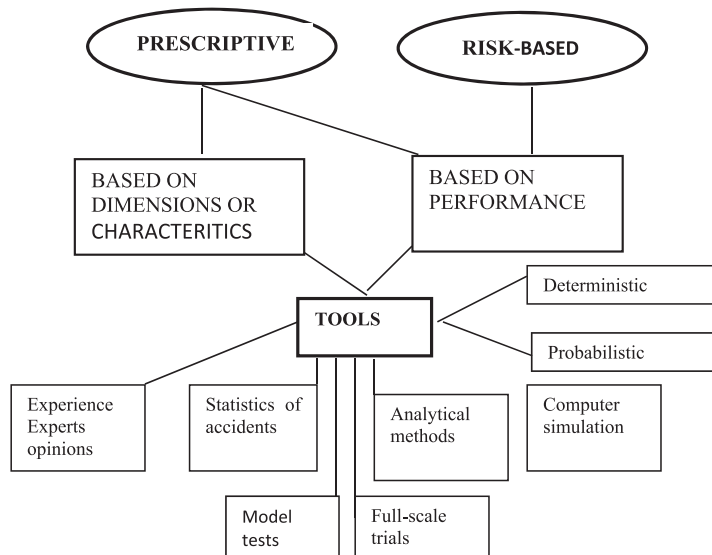 PRESCRIPTIVE
RISK-BASED
BASED ON
DIMENSIONS OR
CHARACTERITICS
BASED ON
PERFORMANCE
TOOLS
Deterministic
Probabilistic
Experience
Experts
opinions
Statistics of
accidents
Analytical
methods
Computer
simulation
Model
tests
Full-scale
trials